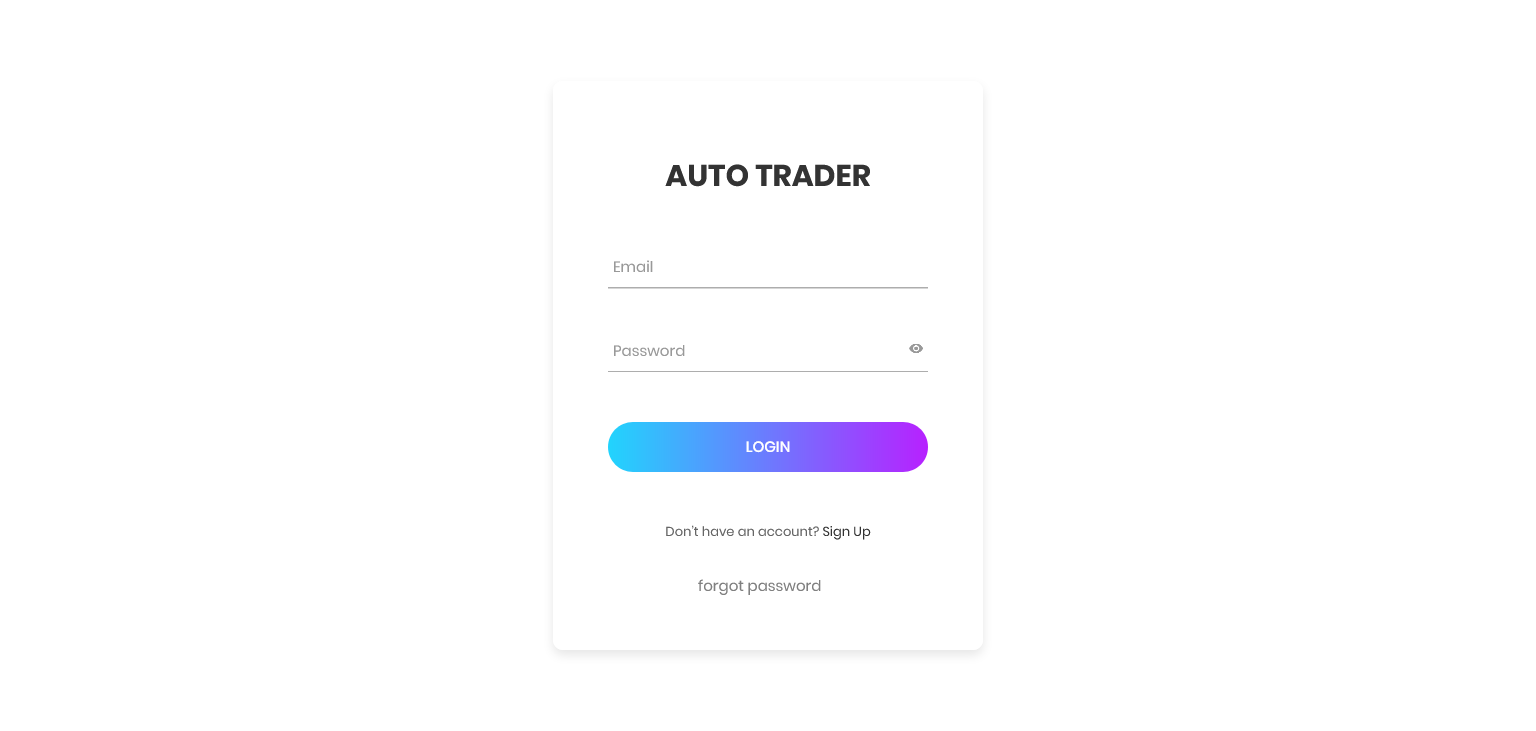 AUTO TRADER
Email
Password
LOGIN
Don't have an account? Sign Up
forgot password